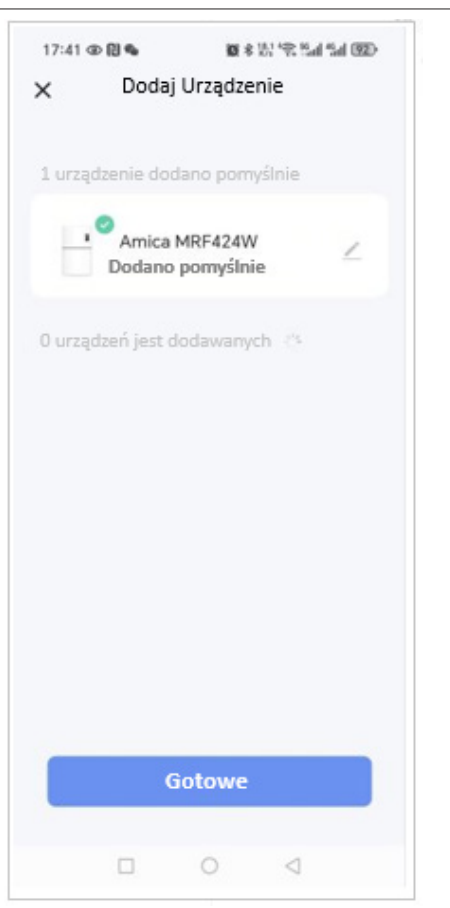 17:41
92
Dodaj Urządzenie
1 urządzenie dodano pomyślnie
Amica MRF424W
Dodano pomyślnie
0 urządzeń jest dodawanych
Gotowe